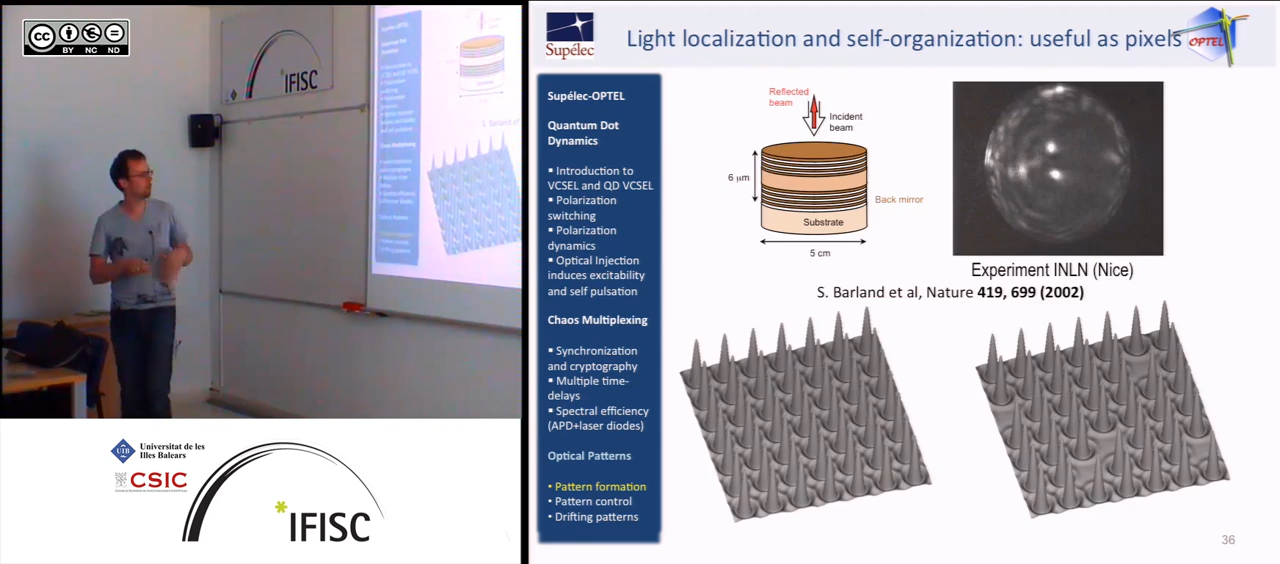 BY NC ND
IFISC
Universitat de les
Illes Balears
CSIC
IFISC
Supélec
Light localization and self-organization: useful as pixels
OPTEL
Supélec-OPTEL
Quantum Dot
Dynamics
▪ Introduction to
VCSEL and QD VCSEL
▪ Polarization
switching
▪ Polarization
dynamics
▪ Optical Injection
induces excitability
and self pulsation
Chaos Multiplexing
▪ Synchronization
and cryptography
▪ Multiple time-
delays
▪ Spectral efficiency
(APD+laser diodes)
Optical Patterns
• Pattern formation
• Pattern control
• Drifting patterns
Reflected
beam
Incident
beam
6 μm
Back mirror
Substrate
5 cm
Experiment INLN (Nice)
S. Barland et al, Nature 419, 699 (2002)
36